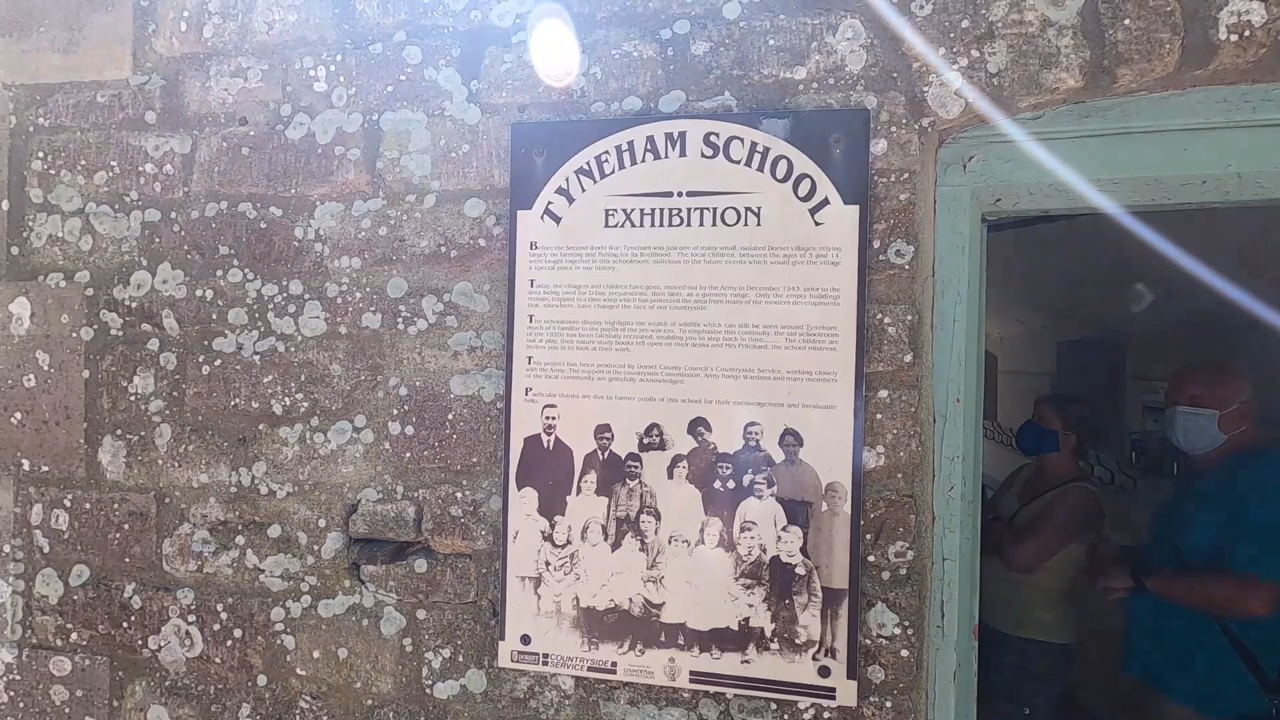 TYNEHAM SCHOOL
EXHIBITION
Before the Second World War, Tyneham was just one of many small, isolated Dorset villages, relying
largely on farming and fishing for its livelihood. The local children, between the ages of 5 and 14,
were taught together in this schoolroom, oblivious to the future events which would give the village
a special place in our history.
Today, the villagers and children have gone, moved out by the Army in December 1943, prior to the
area being used for D-Day preparations, then later, as a gunnery range. Only the empty buildings
remain, trapped in a time warp which has protected the area from many of the modern developments
that, elsewhere, have changed the face of our countryside.
The schoolroom display highlights the wealth of wildlife which can still be seen around Tyneham,
much of it familiar to the pupils of the pre-war era. To emphasise this continuity, the old schoolroom
of the 1920s has been faithfully recreated, enabling you to step back in time....... The children are
out at play, their nature study books left open on their desks and Mrs Pritchard, the school mistress,
invites you in to look at their work.
This project has been produced by Dorset County Council's Countryside Service, working closely
with the Army. The support of the countryside Commission, Army Range Wardens and many members
of the local community are gratefully acknowledged.
Particular thanks are due to former pupils of this school for their encouragement and invaluable
help.
COUNTRYSIDE
SERVICE
COUNTRYSIDE
COMMISSION